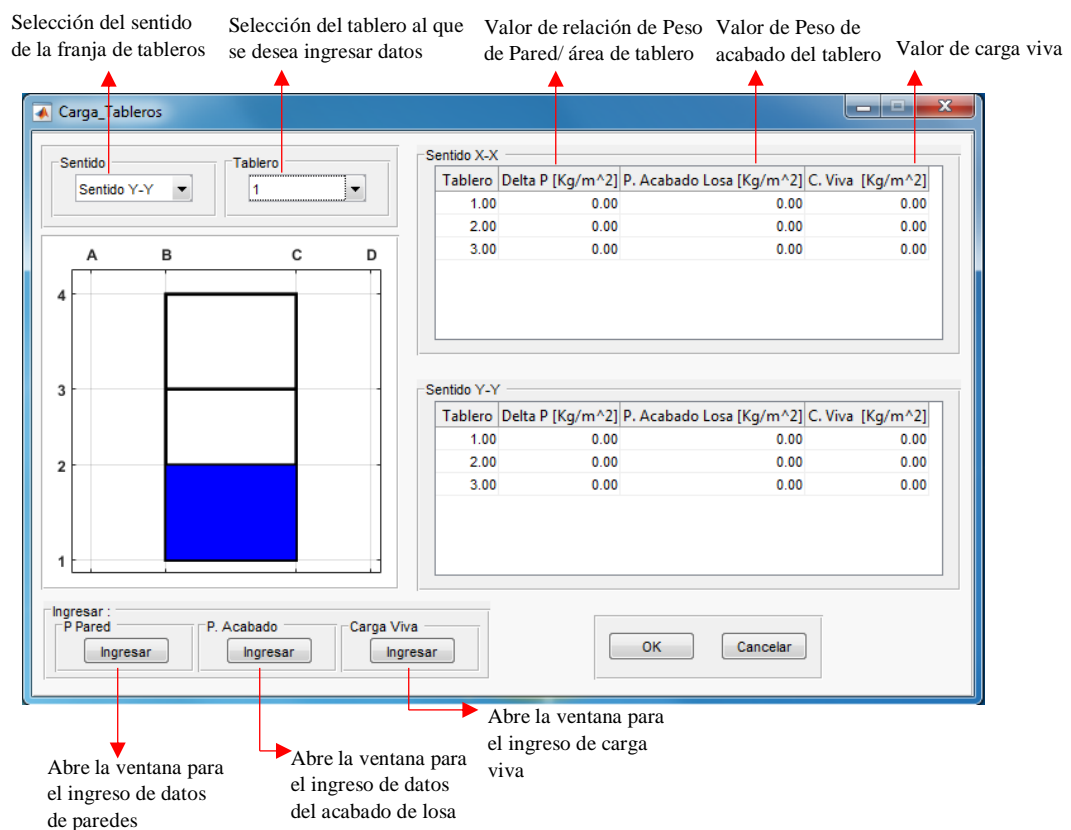 Selección del sentido
de la franja de tableros
Selección del tablero al que
se desea ingresar datos
Valor de relación de Peso
de Pared/ área de tablero
Valor de Peso de
acabado del tablero
Valor de carga viva
Carga_Tableros
Sentido
Sentido Y-Y
Tablero
1
A B C D
4
3
2
1
Sentido X-X
Tablero Delta P [Kg/m^2] P. Acabado Losa [Kg/m^2] C. Viva [Kg/m^2]
1.00 0.00 0.00 0.00
2.00 0.00 0.00 0.00
3.00 0.00 0.00 0.00
Sentido Y-Y
Tablero Delta P [Kg/m^2] P. Acabado Losa [Kg/m^2] C. Viva [Kg/m^2]
1.00 0.00 0.00 0.00
2.00 0.00 0.00 0.00
3.00 0.00 0.00 0.00
Ingresar :
P Pared
Ingresar
P. Acabado
Ingresar
Carga Viva
Ingresar
OK
Cancelar
Abre la ventana para
el ingreso de datos
de paredes
Abre la ventana para
el ingreso de datos
del acabado de losa
Abre la ventana para
el ingreso de carga
viva